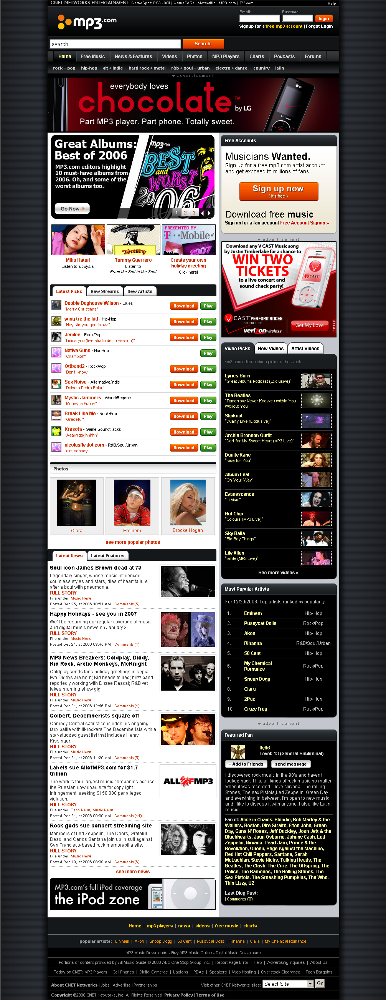 CNET NETWORKS ENTERTAINMENT: GameSpot: PS3 - Wii | GameFAQs | Metacritic | MP3.com | TV.com
Help
mp3.com
Email:
Password:
login
Signup for a free mp3 account | Forgot Login
search
Search
Home
Free Music
News & Features
Videos
Photos
MP3 Players
Charts
Podcasts
Forums
rock + pop
hip-hop
alt + indie
hard rock + metal
r&b + soul + urban
electro + dance
country
latin
advertisement
everybody loves
chocolate™ by LG
Part MP3 player. Part phone. Totally sweet.
LG
Great Albums:
Best of 2006
MP3.com editors highlight
10 must-have albums from
2006. Oh, and some of the
worst albums too.
Go Now
mp3.com
BEST
and
WORST
2006
1 2 3
Miho Hatori
Listen to Ecdysis
Tommy
Tommy Guerrero
Listen to
From the Soil to the Soul
PRESENTED BY
T Mobile
2007
Create your own
holiday greeting
Click here!
Latest Picks
New Streams
New Artists
Doobie Doghouse Wilson - Blues
"Merry Christmas"
Download Play
yung tre the kid - Hip-Hop
"Hey Kid you gon' blow!"
Download Play
Jenilee - Rock/Pop
"I miss you (live studio demo version)"
Download Play
Native Guns - Hip-Hop
"Champion"
Play
Ottband2 - Rock/Pop
"Don't Know"
Download Play
Sex Noise - Alternative/Indie
"Deixa a Pedra Rolar"
Download Play
Mystic Jammers - World/Reggae
"Money is Funny"
Download Play
Break Like Me - Rock/Pop
"Graceful"
Download Play
Krasota - Game Soundtracks
"Aaarrrggghhhhh"
Download Play
nicolasfly dot com - R&B/Soul/Urban
"aint nobody"
Download Play
Photos
Ciara
Eminem
Brooke Hogan
see more popular photos
Latest News
Latest Features
Soul icon James Brown dead at 73
Legendary singer, whose music influenced
countless styles and stars, dies of heart failure
after a bout with pneumonia.
FULL STORY
File under: Music News
Posted Dec 25, at 2006 10:51 AM Comments (5)
Happy Holidays - see you in 2007
We'll be resuming our regular coverage of music
and digital music news on January 3.
FULL STORY
File under: Music News
Posted Dec 21, at 2006 03:45 PM Comments (1)
MP3 News Breakers: Coldplay, Diddy,
Kid Rock, Arctic Monkeys, McKnight
Coldplay sends fans holiday greetings in sepia;
two Diddys are born; Kid heads to Iraq; buzz band
reportedly working with Dizzee Rascal; R&B vet
takes morning show gig.
FULL STORY
File under: Music News
Posted Dec 21, at 2006 12:45 PM Comments (1)
Colbert, Decemberists square off
Comedy Central satirist concludes his ongoing
faux battle with lit-rockers The Decemberists with a
star-studded guest list that includes Henry
Kissinger.
FULL STORY
File under: Music News
Posted Dec 21, at 2006 11:29 AM Comments (5)
Labels sue AllofMP3.com for $1.7
trillion
The world's four largest music companies accuse
the Russian download site for copyright
infringement, seeking $150,000 per alleged
violation.
FULL STORY
File under: Tech News, Music News
Posted Dec 21, at 2006 09:00 AM Comments (11)
ALL OF MP3
Rock gods sue concert streaming site
Members of Led Zeppelin, The Doors, Grateful
Dead, and Carlos Santana join up in suit against
San Francisco-based rock memorabilia site.
FULL STORY
File under: Music News
Posted Dec 19, at 2006 08:39 AM Comments (6)
see more news
MP3.com's full iPod coverage
the iPod zone
9 of 12
3:37
Free Accounts
Musicians Wanted.
Sign up for a free mp3.com artist account
and get exposed to millions of fans.
Sign up now
( it's free )
Download free music
Sign up for a fan account Free Account Signup »
advertisement
Download any V CAST Music song
by Justin Timberlake for a chance to
WIN TWO
TICKETS
to a live concert and
sound check party!
V CAST
V CAST PERFORMANCES
POWERED BY
verizon wireless
Get My Love
DETAILS
Video Picks
New Videos
Artist Videos
mp3.com editor's video picks of the week
Lyrics Born
"Great Albums Podcast (Exclusive)"
The Beatles
"Tomorrow Never Knows / Within You
Without You"
Slipknot
"Duality Live (Exclusive)"
Archie Bronson Outfit
"Dart for My Sweet Heart (MP3 Live)"
Danity Kane
"Ride for You"
Album Leaf
"On Your Way"
Evanescence
"Lithium"
Hot Chip
"Colours (MP3 Live)"
Sky Balla
"Big Boy Things"
Lily Allen
"Smile (MP3 Live)"
See more videos »
Most Popular Artists
For 12/29/2006. Top artists ranked by popularity.
1. Eminem Hip-Hop
2. Pussycat Dolls Rock/Pop
3. Akon Hip-Hop
4. Rihanna R&B/Soul/Urban
5. 50 Cent Hip-Hop
6. My Chemical
Romance Rock/Pop
7. Snoop Dogg Hip-Hop
8. Ciara
9. 2Pac Hip-Hop
10. Crazy Frog Rock/Pop
advertisement
Featured Fan
fly86
Level: 13 (General Subliminal)
+ Add to Friends
send message
I discovered rock music in the 90's and haven't
looked back. I like all kinds of rock music no matter
when it was recorded. I love Nirvana, The rolling
Stones, The sex Pistols,Led Zeppelin, Green Day
and everything in between. I'm open to new music
and I like to discuss it with anyone. I also like Latin
music
Fan of: Alice in Chains, Blondie, Bob Marley & the
Wailers, Boston, Dire Straits, Elton John, Green
Day, Guns N' Roses, Jeff Buckley, Joan Jett & the
Blackhearts, Joan Osborne, Johnny Cash, Led
Zeppelin, Nirvana, Pearl Jam, Prince & the
Revolution, Queen, Rage Against the Machine,
Red Hot Chili Peppers, Santana, Sarah
McLachlan, Stevie Nicks, Talking Heads, The
Beatles, The Clash, The Cure, The Offspring, The
Police, The Ramones, The Rolling Stones, The
Sex Pistols, The Smashing Pumpkins, The Who,
Thin Lizzy, U2
Last Blog Post:
| Comments (0)
Home | mp3 players | news | videos | free music | charts
popular artists: Eminem | Akon | Snoop Dogg | 50 Cent | Pussycat Dolls | Rihanna | Ciara | My Chemical Romance
MP3 Music Downloads - Buy MP3 Music Online - Digital Music Downloads
Portions of content provided by All Music Guide © 2006 AEC One Stop Group, Inc. | Report Page Error | Help | Advertising Inquiries | About Us
Today on CNET: MP3 Players | Cell Phones | Digital Cameras | Laptops | PDAs | Speakers | Web Hosting | Overstock Clearance | Tech Bargains
About CNET Networks | Jobs | Advertise | Partnerships
Visit other CNET Networks sites: Select Site Go
Copyright ©2006 CNET Networks, Inc. All Rights Reserved. Privacy Policy | Terms of Use